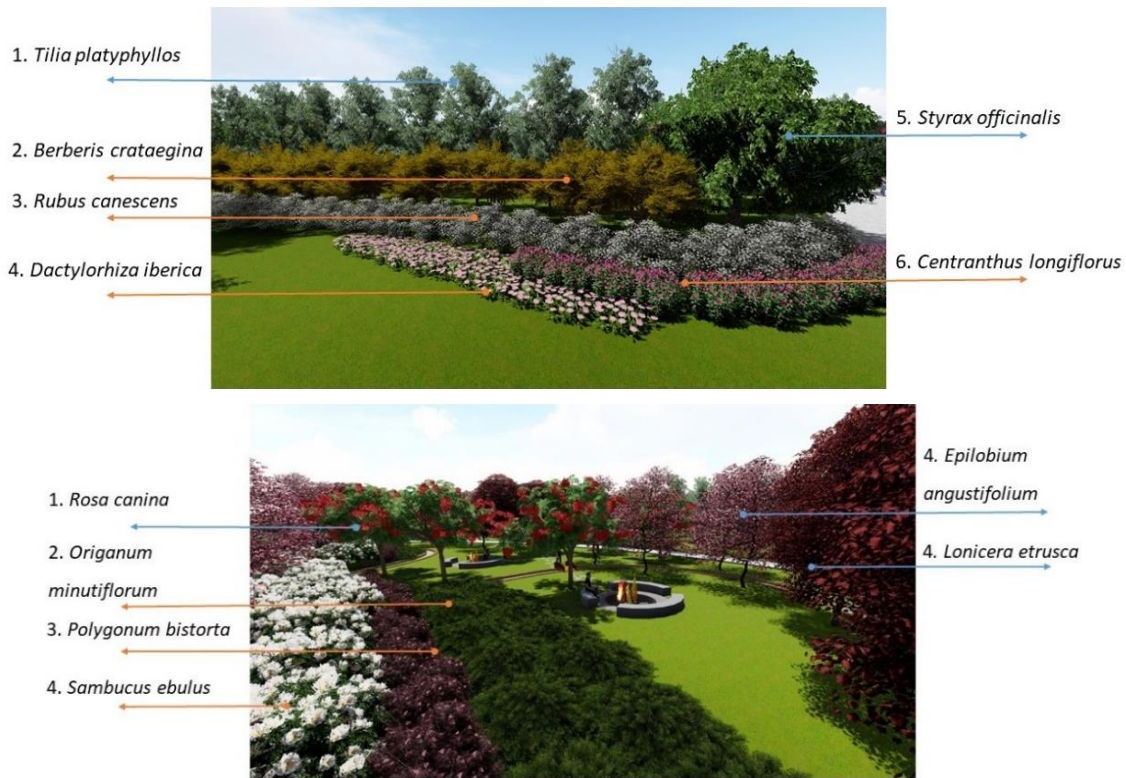 1. Tilia platyphyllos
2. Berberis crataegina
3. Rubus canescens
4. Dactylorhiza iberica
5. Styrax officinalis
6. Centranthus longiflorus
1. Rosa canina
2. Origanum
minutiflorum
3. Polygonum bistorta
4. Sambucus ebulus
4. Epilobium
angustifolium
4. Lonicera etrusca